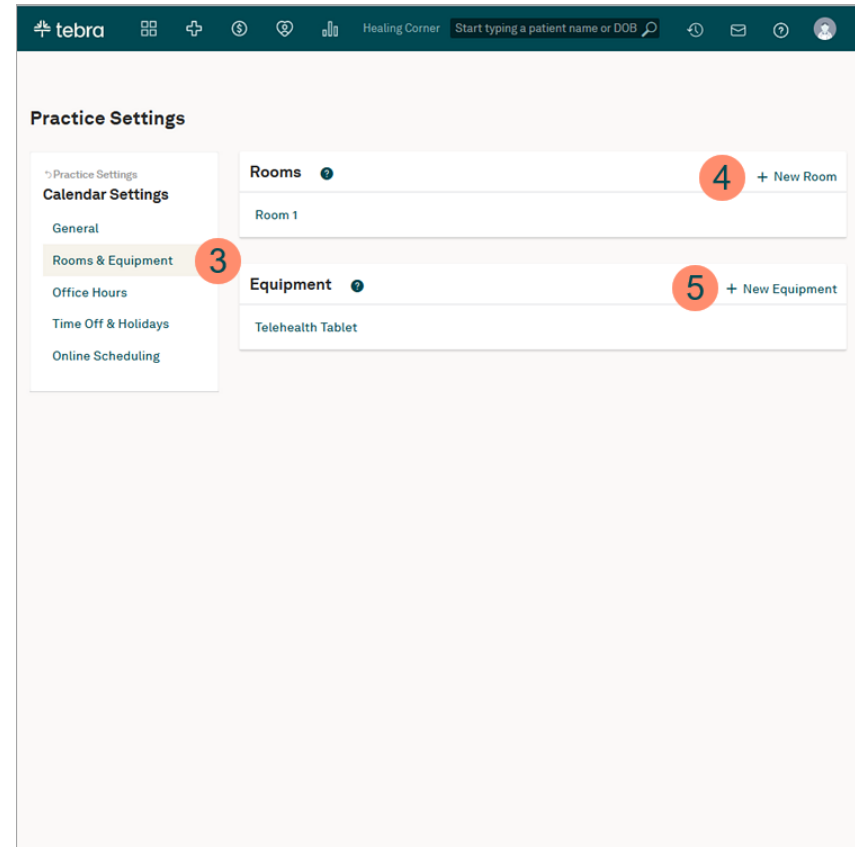 tebra
Healing Corner
Start typing a patient name or DOB
Practice Settings
Practice Settings
Calendar Settings
General
Rooms & Equipment
3
Office Hours
Time Off & Holidays
Online Scheduling
Rooms ?
4
+ New Room
Room 1
Equipment ?
5
+ New Equipment
Telehealth Tablet